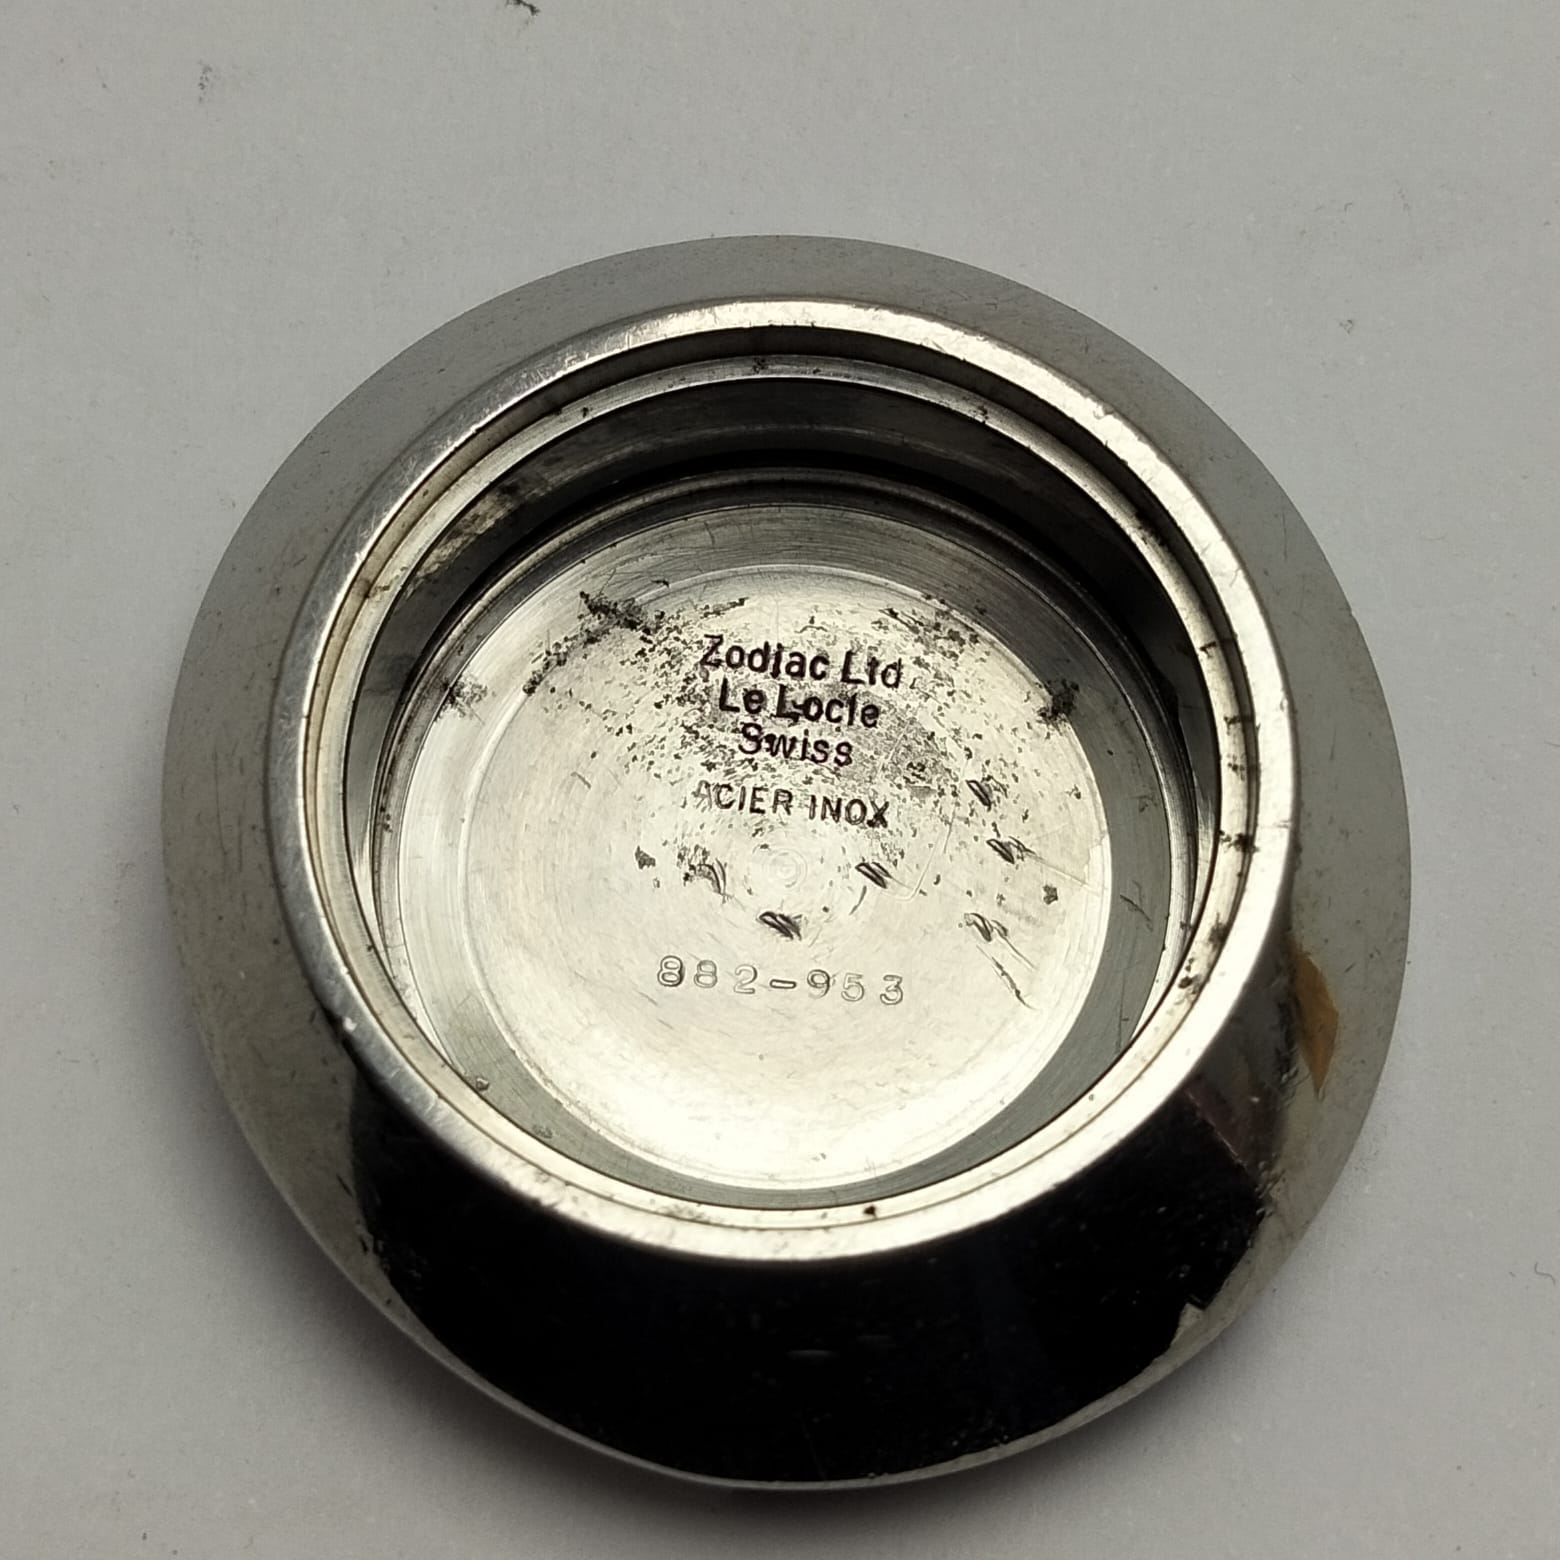 Zodiac Ltd
Le Locle
Swiss
ACIER INOX
882-953